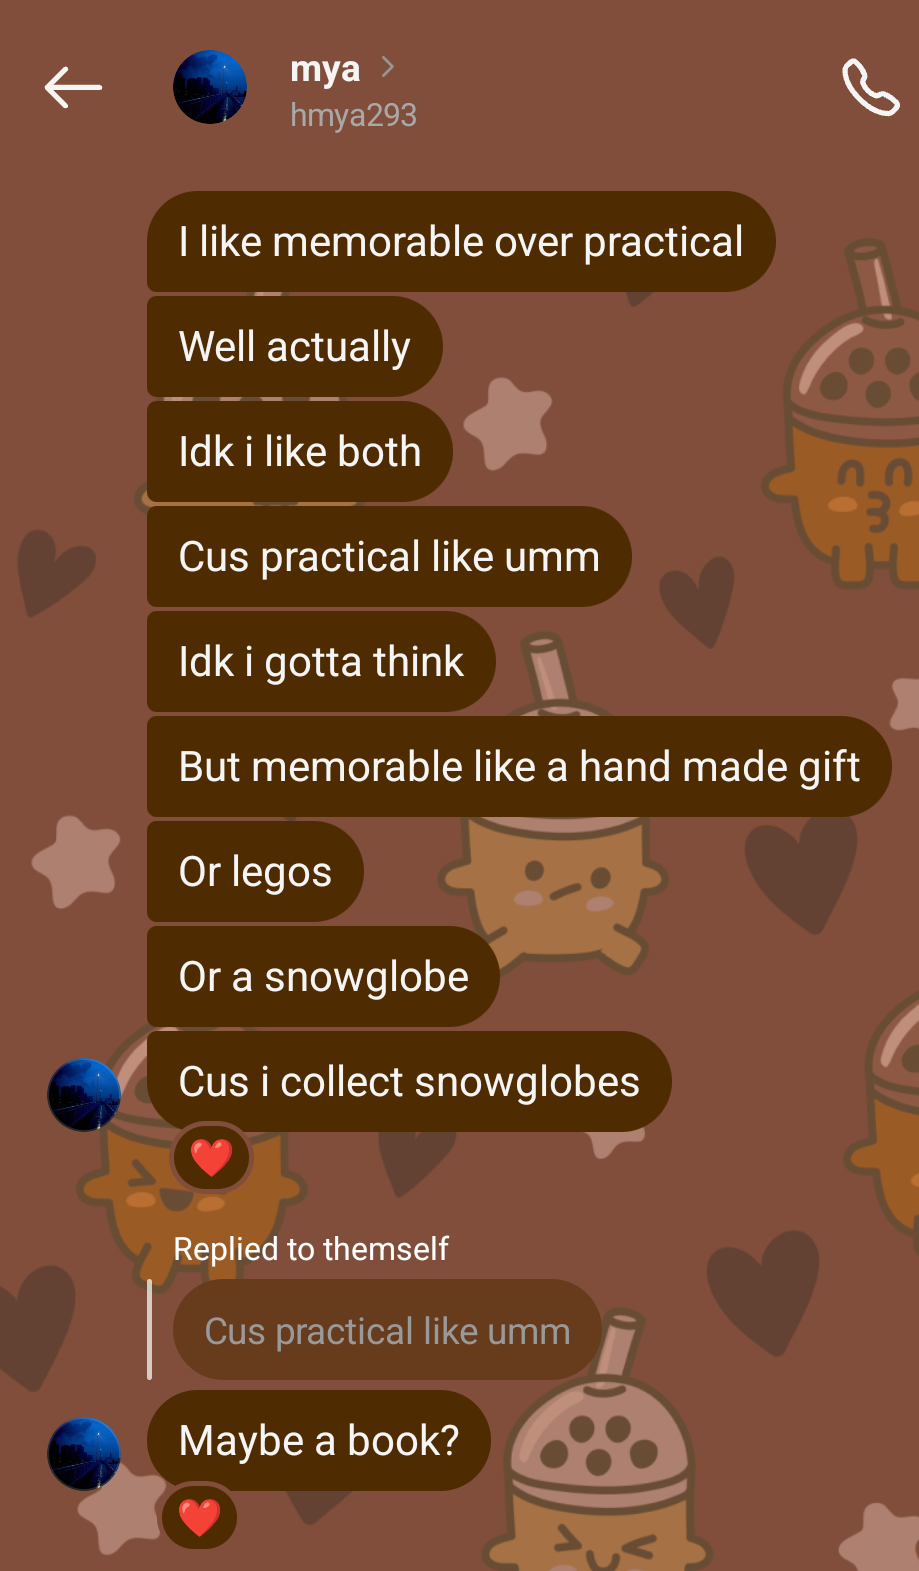 mya
hmya293
I like memorable over practical
Well actually
Idk i like both
Cus practical like umm
Idk i gotta think
But memorable like a hand made gift
Or legos
Or a snowglobe
Cus i collect snowglobes
Replied to themself
Cus practical like umm
Maybe a book?